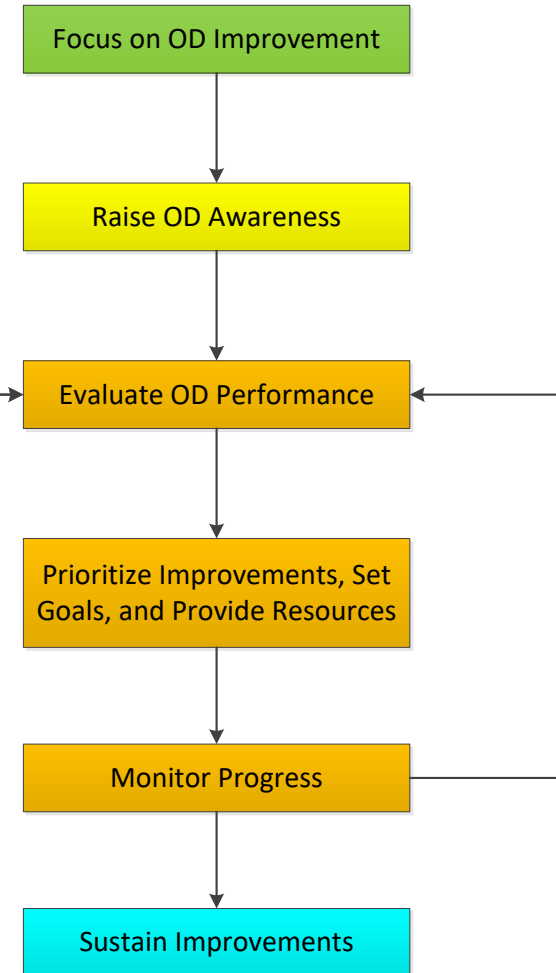 Focus on OD Improvement
Raise OD Awareness
Evaluate OD Performance
Prioritize Improvements, Set
Goals, and Provide Resources
Monitor Progress
Sustain Improvements